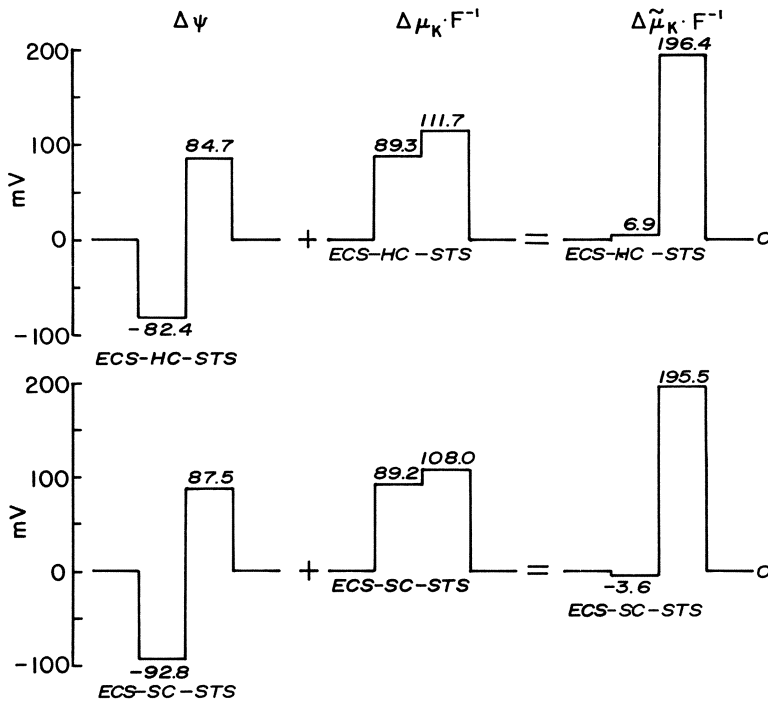 Δψ
Δμ_K·F⁻¹
Δμ̃_K·F⁻¹
200
100
0
-100
mV
-82.4
84.7
ECS-HC-STS
+
89.3
111.7
ECS-HC-STS
=
6.9
196.4
ECS-HC-STS
0
200
100
0
-100
mV
-92.8
87.5
ECS-SC-STS
+
89.2
108.0
ECS-SC-STS
=
-3.6
195.5
ECS-SC-STS
0